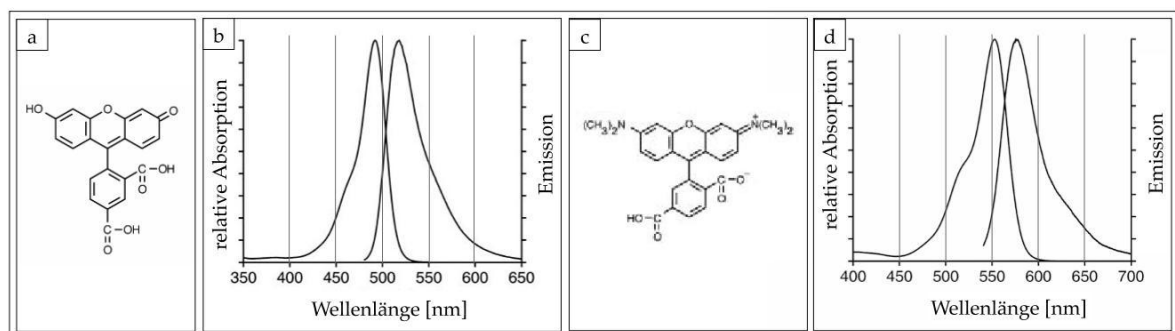 a
HO
O
O
C
OH
O
C
OH
O
b
relative Absorption
Emission
350 400 450 500 550 600 650
Wellenlänge [nm]
c
(CH₃)₂N
O
N(CH₃)₂
+
C
O⁻
O
HO
C
O
d
relative Absorption
Emission
400 450 500 550 600 650 700
Wellenlänge [nm]